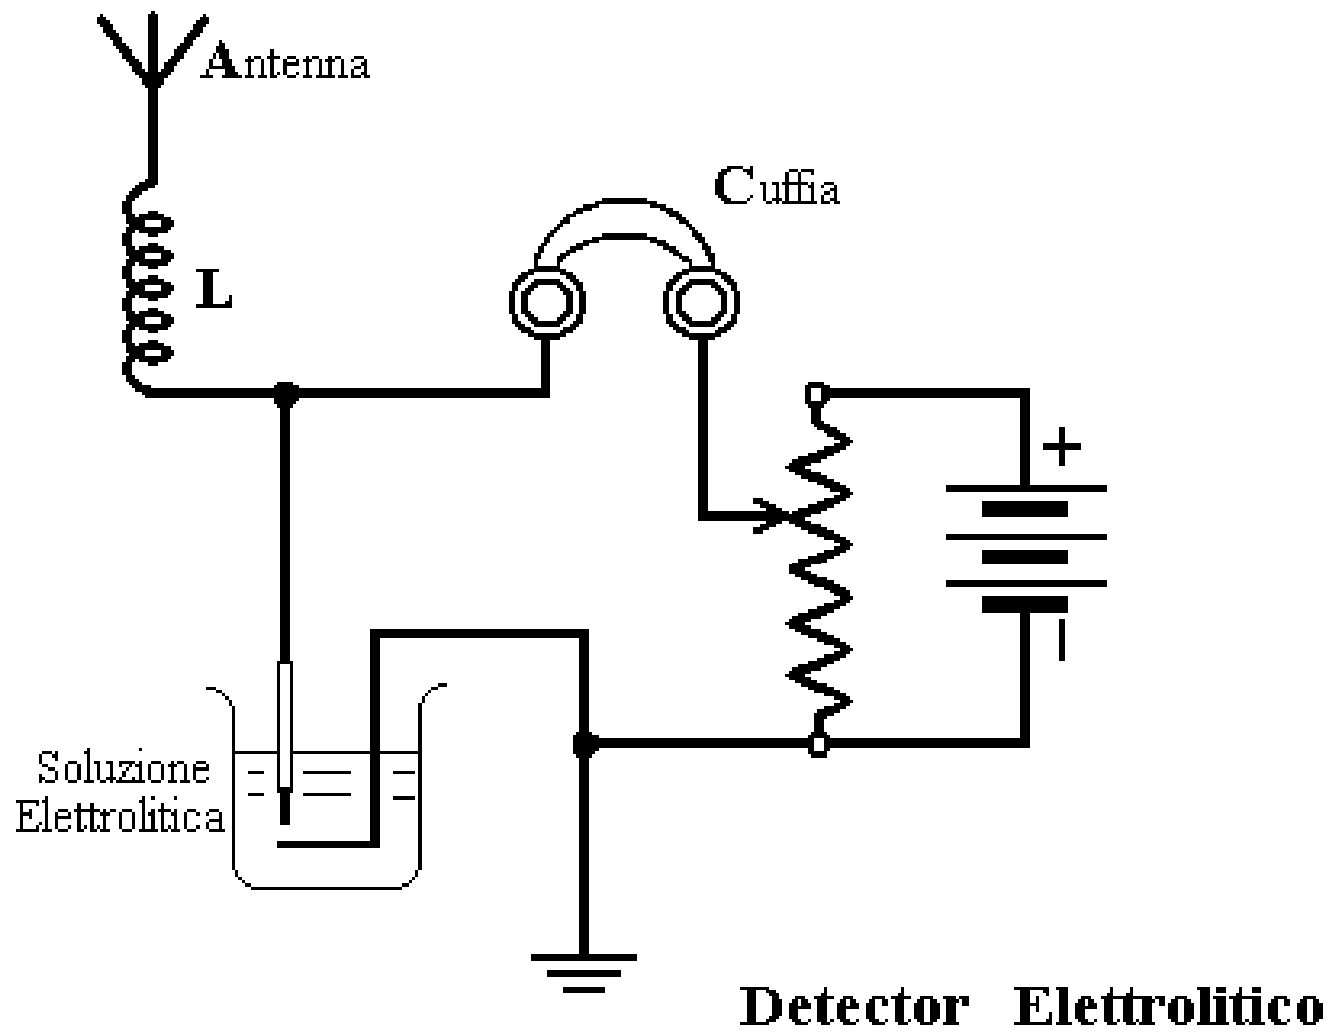 Antenna
Cuffia
L
+
–
Soluzione
Elettrolitica
Detector Elettrolitico